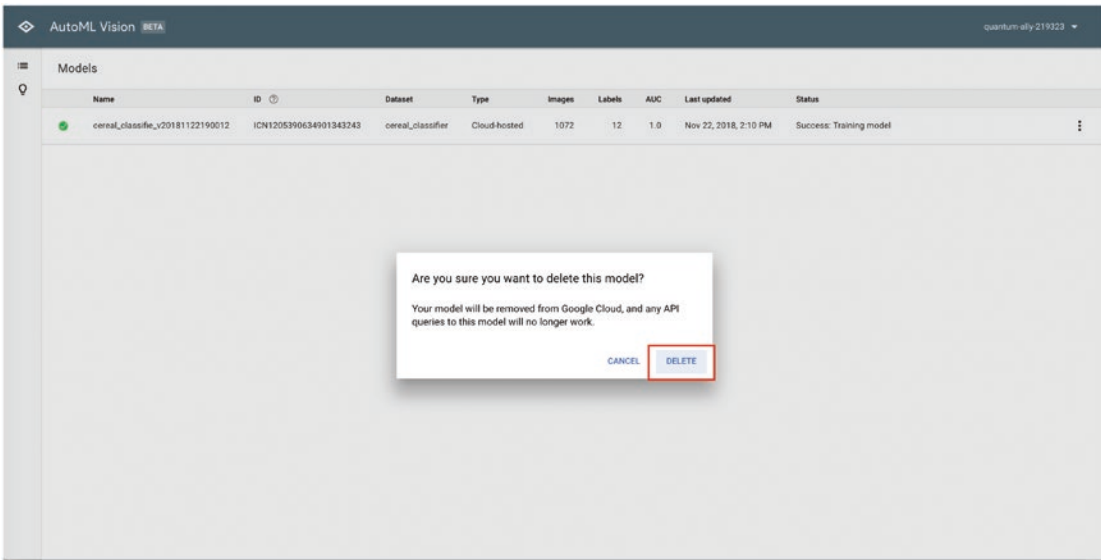 AutoML Vision BETA
quantum-ally-219323
Models
Name ID Dataset Type Images Labels AUC Last updated Status
cereal_classifie_v20181122190012 ICN1205390634901343243 cereal_classifier Cloud-hosted 1072 12 1.0 Nov 22, 2018, 2:10 PM Success: Training model
Are you sure you want to delete this model?
Your model will be removed from Google Cloud, and any API
queries to this model will no longer work.
CANCEL DELETE